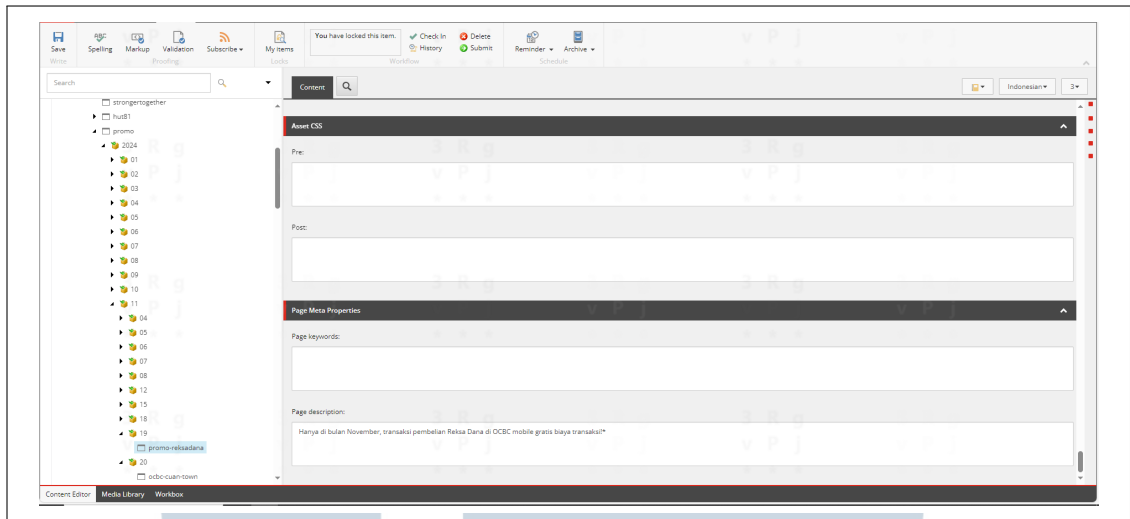 Save
Spelling
Markup
Validation
Subscribe
My items
You have locked this item.
Check In
Delete
History
Submit
Reminder
Archive
Write
Proofing
Locks
Workflow
Schedule
Search
Content
Indonesian
3
strongertogether
hut81
promo
2024
01
02
03
04
05
06
07
08
09
10
11
04
05
06
07
08
12
15
18
19
promo-reksadana
20
ocbc-cuan-town
Asset CSS
Pre:
Post:
Page Meta Properties
Page keywords:
Page description:
Hanya di bulan November, transaksi pembelian Reksa Dana di OCBC mobile gratis biaya transaksi!*
Content Editor
Media Library
Workbox